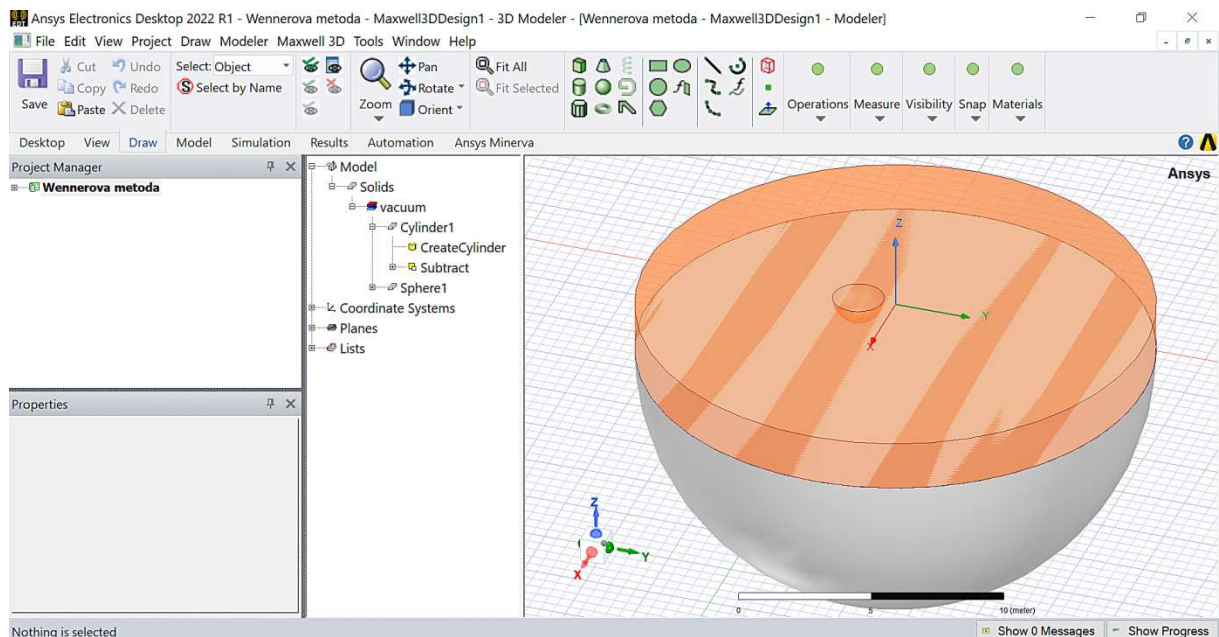 Ansys Electronics Desktop 2022 R1 - Wennerova metoda - Maxwell3DDesign1 - 3D Modeler - [Wennerova metoda - Maxwell3DDesign1 - Modeler]
File Edit View Project Draw Modeler Maxwell 3D Tools Window Help
Save
Cut Undo
Copy Redo
Paste Delete
Select: Object
Select by Name
Zoom
Pan
Rotate
Orient
Fit All
Fit Selected
Operations Measure Visibility Snap Materials
Desktop View Draw Model Simulation Results Automation Ansys Minerva
Project Manager
Wennerova metoda
Properties
Model
Solids
vacuum
Cylinder1
CreateCylinder
Subtract
Sphere1
Coordinate Systems
Planes
Lists
Ansys
Z
Y
X
Z
Y
X
0 5 10 (meter)
Nothing is selected
Show 0 Messages Show Progress